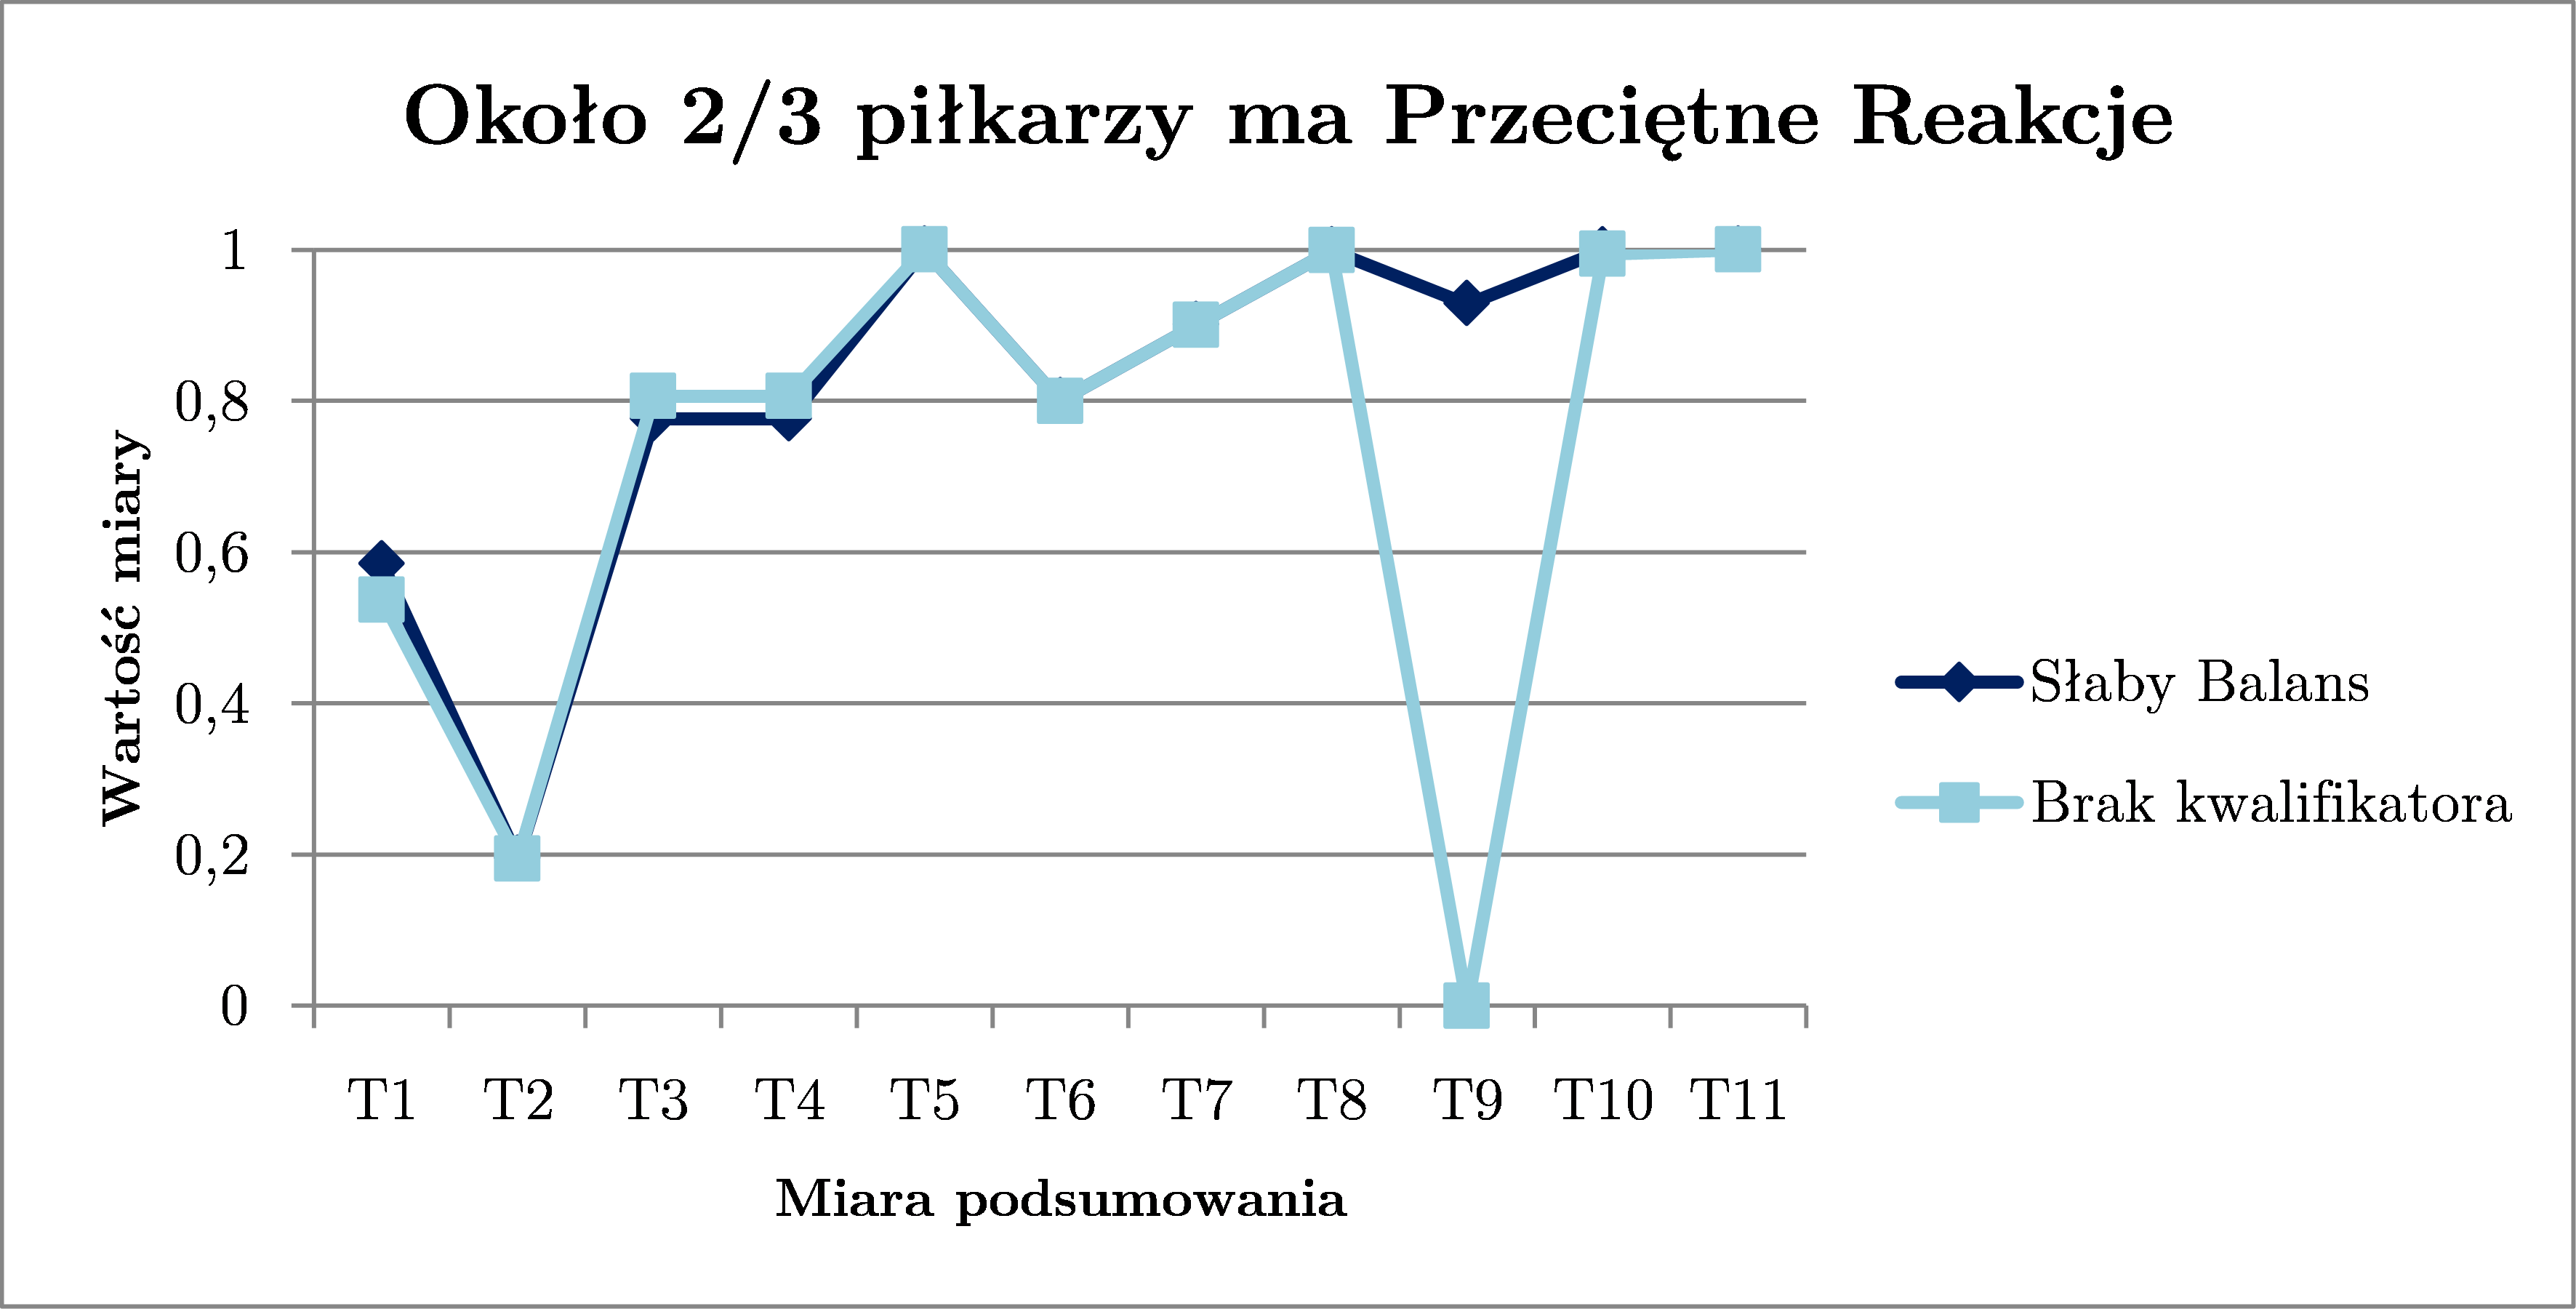 Około 2/3 piłkarzy ma Przeciętne Reakcje
Wartość miary
1
0,8
0,6
0,4
0,2
0
T1 T2 T3 T4 T5 T6 T7 T8 T9 T10 T11
Miara podsumowania
Słaby Balans
Brak kwalifikatora